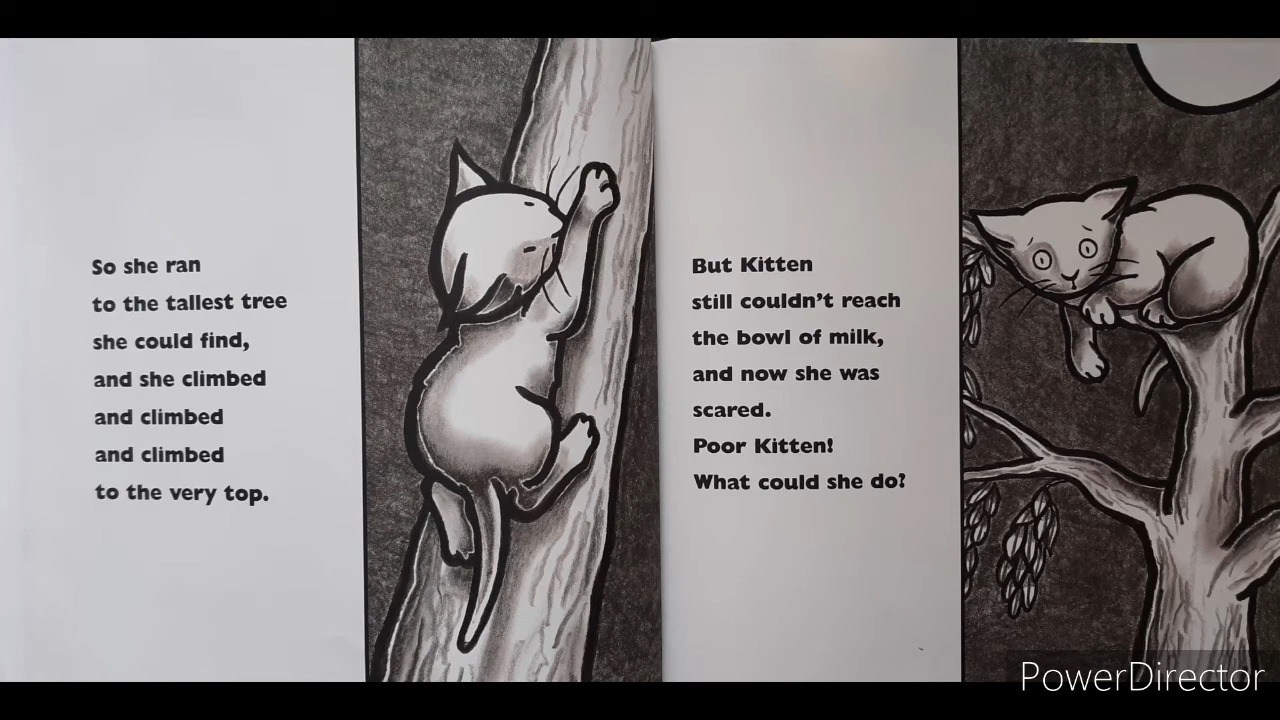 So she ran
to the tallest tree
she could find,
and she climbed
and climbed
and climbed
to the very top.
But Kitten
still couldn't reach
the bowl of milk,
and now she was
scared.
Poor Kitten!
What could she do?
PowerDirector